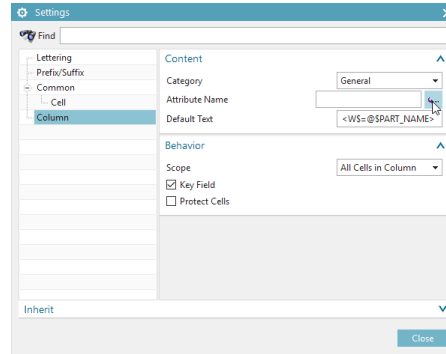 Settings
Find
Lettering
Prefix/Suffix
Common
Cell
Column
Content
Category
General
Attribute Name
Default Text
<W$=@$PART_NAME>
Behavior
Scope
All Cells in Column
Key Field
Protect Cells
Inherit
Close